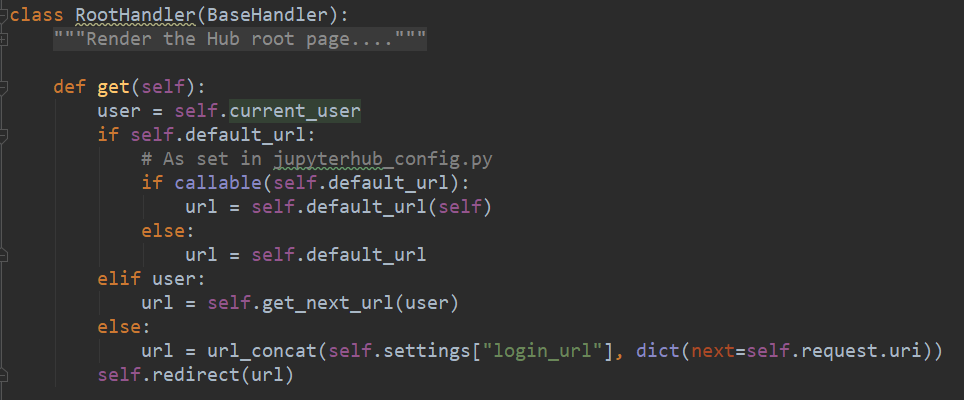 class RootHandler(BaseHandler):
    """Render the Hub root page...."""

    def get(self):
        user = self.current_user
        if self.default_url:
            # As set in jupyterhub_config.py
            if callable(self.default_url):
                url = self.default_url(self)
            else:
                url = self.default_url
        elif user:
            url = self.get_next_url(user)
        else:
            url = url_concat(self.settings["login_url"], dict(next=self.request.uri))
        self.redirect(url)